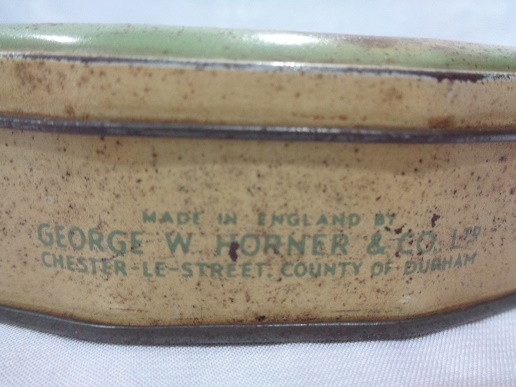 MADE IN ENGLAND BY
GEORGE W. HORNER & CO. LTD
CHESTER-LE-STREET. COUNTY OF DURHAM